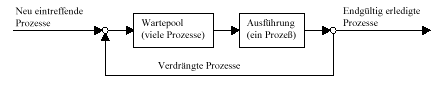 Neu eintreffende
Prozesse
Wartepool
(viele Prozesse)
Ausführung
(ein Prozeß)
Endgültig erledigte
Prozesse
Verdrängte Prozesse